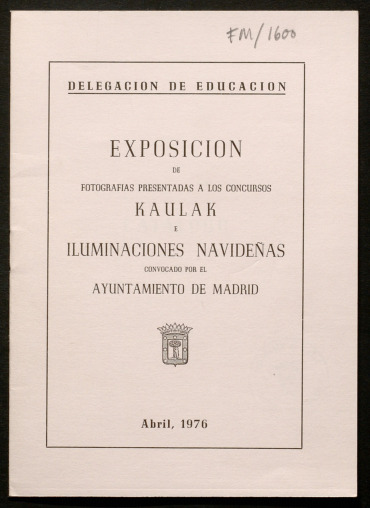 FM/1600
DELEGACION DE EDUCACION
EXPOSICION
DE
FOTOGRAFIAS PRESENTADAS A LOS CONCURSOS
KAULAK
E
ILUMINACIONES NAVIDEÑAS
CONVOCADO POR EL
AYUNTAMIENTO DE MADRID
Abril, 1976